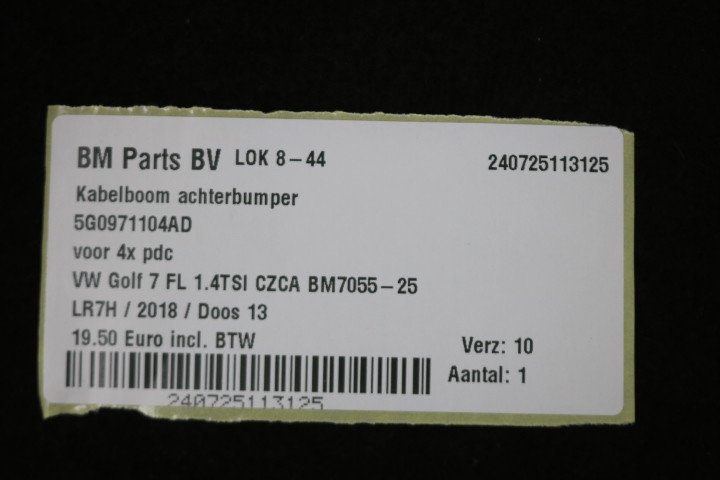 BM Parts BV LOK 8-44 240725113125
Kabelboom achterbumper
5G0971104AD
voor 4x pdc
VW Golf 7 FL 1.4TSI CZCA BM7055-25
LR7H / 2018 / Doos 13
19.50 Euro incl. BTW Verz: 10
Aantal: 1
240725113125